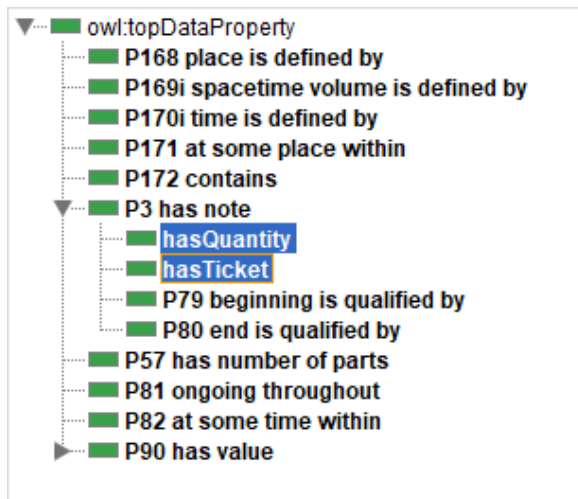 owl:topDataProperty
P168 place is defined by
P169i spacetime volume is defined by
P170i time is defined by
P171 at some place within
P172 contains
P3 has note
hasQuantity
hasTicket
P79 beginning is qualified by
P80 end is qualified by
P57 has number of parts
P81 ongoing throughout
P82 at some time within
P90 has value